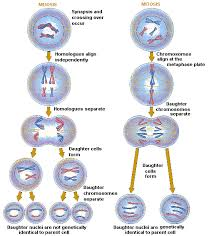 MEIOSIS
MITOSIS
Synapsis and
crossing over
occur
Homologues align
independently
Chromosomes
align at the
metaphase plate
Homologues separate
Daughter
chromosomes
separate
Daughter cells
form
Daughter
cells
form
Daughter chromosomes
separate
Daughter nuclei are not genetically
identical to parent cell
Daughter nuclei are genetically
identical to parent cell